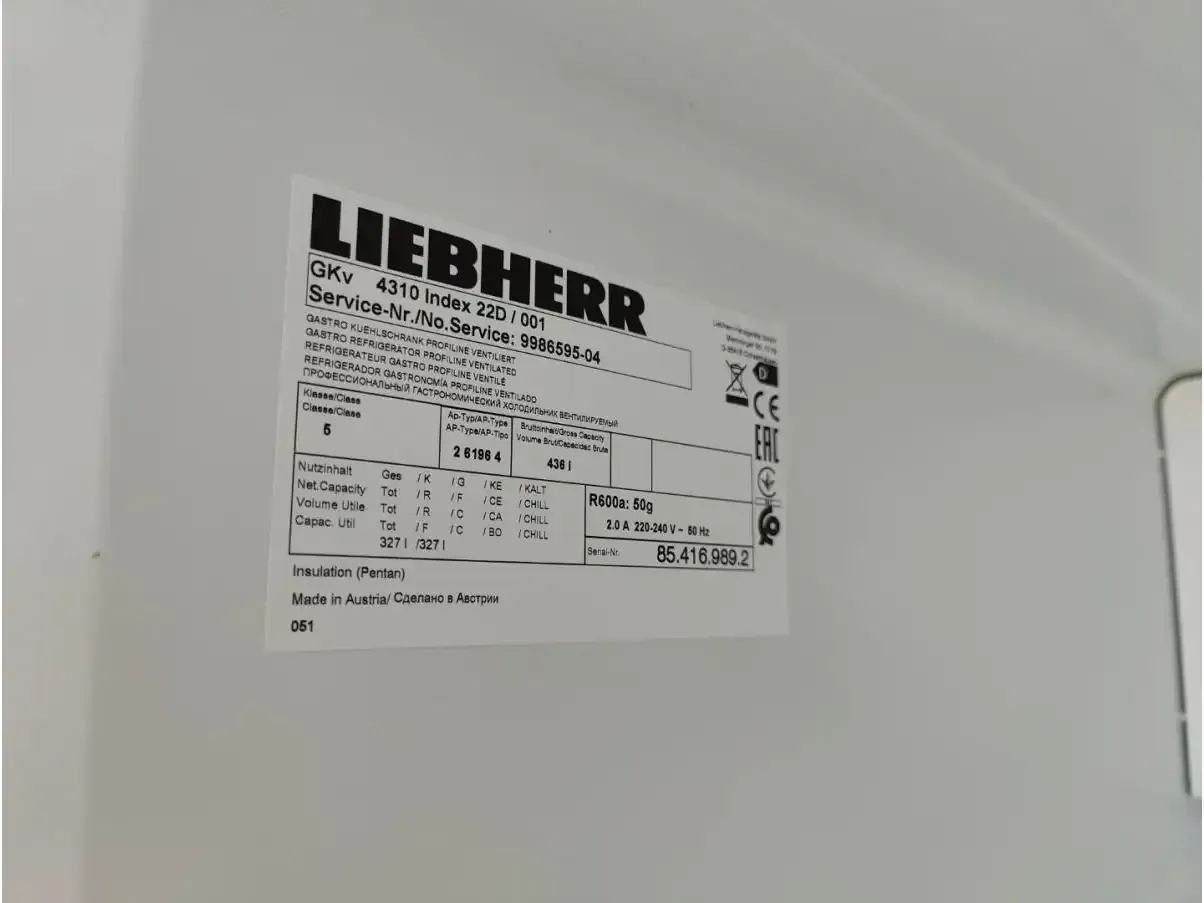 LIEBHERR
GKv 4310 Index 22D / 001
Service-Nr./No.Service: 9986595-04
GASTRO KUEHLSCHRANK PROFILINE VENTILIERT
GASTRO REFRIGERATOR PROFILINE VENTILATED
REFRIGERATEUR GASTRO PROFILINE VENTILÉ
REFRIGERADOR GASTRONOMÍA PROFILINE VENTILADO
ПРОФЕССИОНАЛЬНЫЙ ГАСТРОНОМИЧЕСКИЙ ХОЛОДИЛЬНИК ВЕНТИЛИРУЕМЫЙ
D
CE
EAC
Klasse/Class
Classe/Clase
5
Ap-Typ/AP-Type
AP-Type/AP-Tipo
2 6196 4
Bruttoinhalt/Gross Capacity
Volume Brut/Capacidad Bruta
436 l
Nutzinhalt Ges / K / G / KE / KALT
Net.Capacity Tot / R / F / CE / CHILL
Volume Utile Tot / R / C / CA / CHILL
Capac. Util Tot / F / C / BO / CHILL
327 l /327 l
R600a: 50g
2.0 A 220-240 V ~ 50 Hz
Serial-Nr. 85.416.989.2
Insulation (Pentan)
Made in Austria/ Сделано в Австрии
051